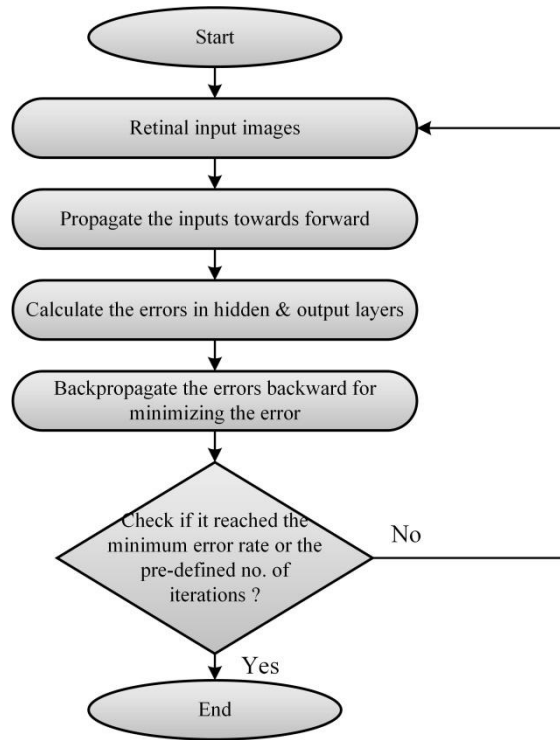 Start
Retinal input images
Propagate the inputs towards forward
Calculate the errors in hidden & output layers
Backpropagate the errors backward for
minimizing the error
Check if it reached the
minimum error rate or the
pre-defined no. of
iterations ?
No
Yes
End